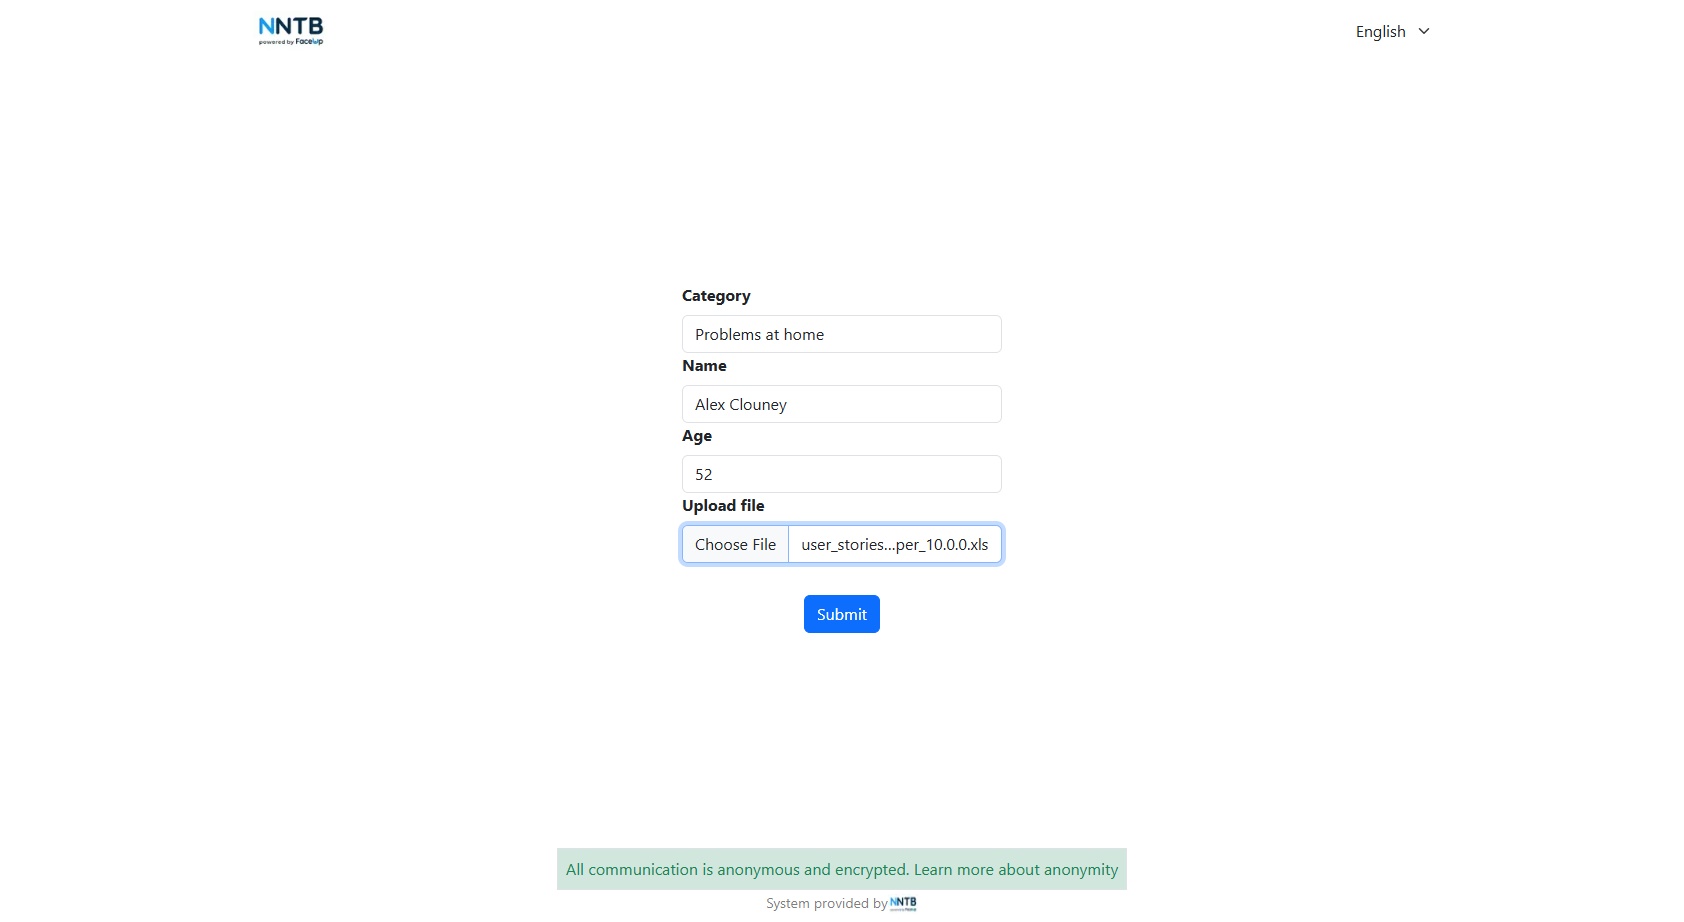 NNTB
powered by FaceUp
English
Category
Problems at home
Name
Alex Clouney
Age
52
Upload file
Choose File user_stories...per_10.0.0.xls
Submit
All communication is anonymous and encrypted. Learn more about anonymity
System provided by NNTB